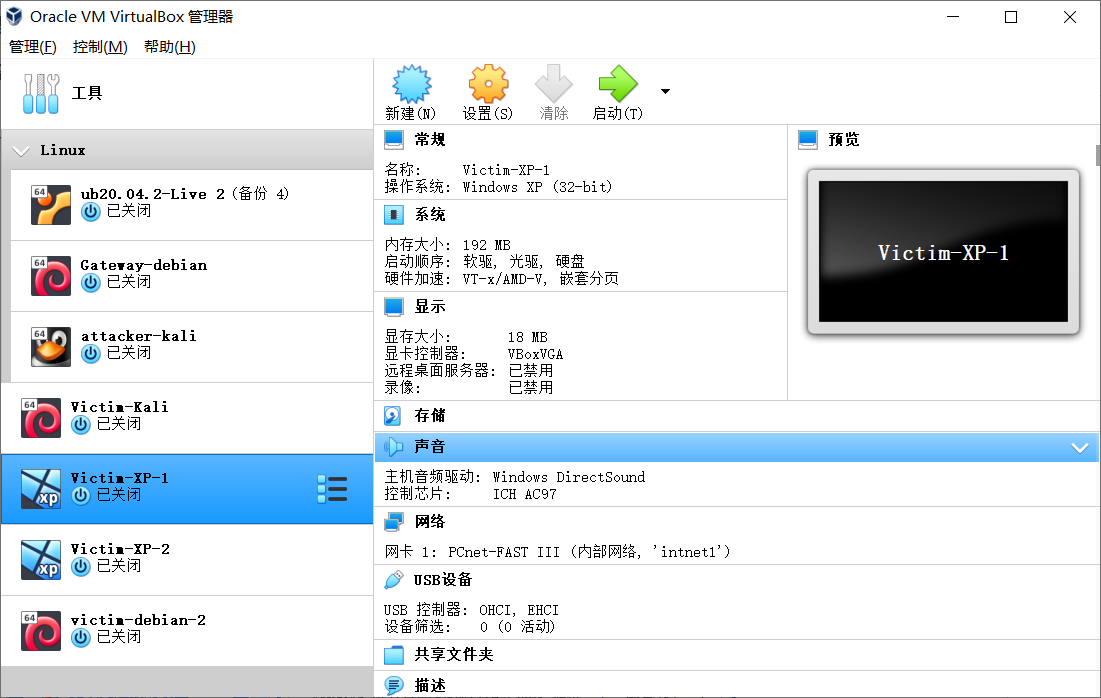 Oracle VM VirtualBox 管理器
管理(F) 控制(M) 帮助(H)
工具
Linux
64
ub20.04.2-Live 2 (备份 4)
已关闭
64
Gateway-debian
已关闭
64
attacker-kali
已关闭
64
Victim-Kali
已关闭
xp
Victim-XP-1
已关闭
xp
Victim-XP-2
已关闭
64
victim-debian-2
已关闭
新建(N) 设置(S) 清除 启动(T)
常规
名称: Victim-XP-1
操作系统: Windows XP (32-bit)
系统
内存大小: 192 MB
启动顺序: 软驱, 光驱, 硬盘
硬件加速: VT-x/AMD-V, 嵌套分页
显示
显存大小: 18 MB
显卡控制器: VBoxVGA
远程桌面服务器: 已禁用
录像: 已禁用
存储
声音
主机音频驱动: Windows DirectSound
控制芯片: ICH AC97
网络
网卡 1: PCnet-FAST III (内部网络, 'intnet1')
USB设备
USB 控制器: OHCI, EHCI
设备筛选: 0 (0 活动)
共享文件夹
描述
预览
Victim-XP-1